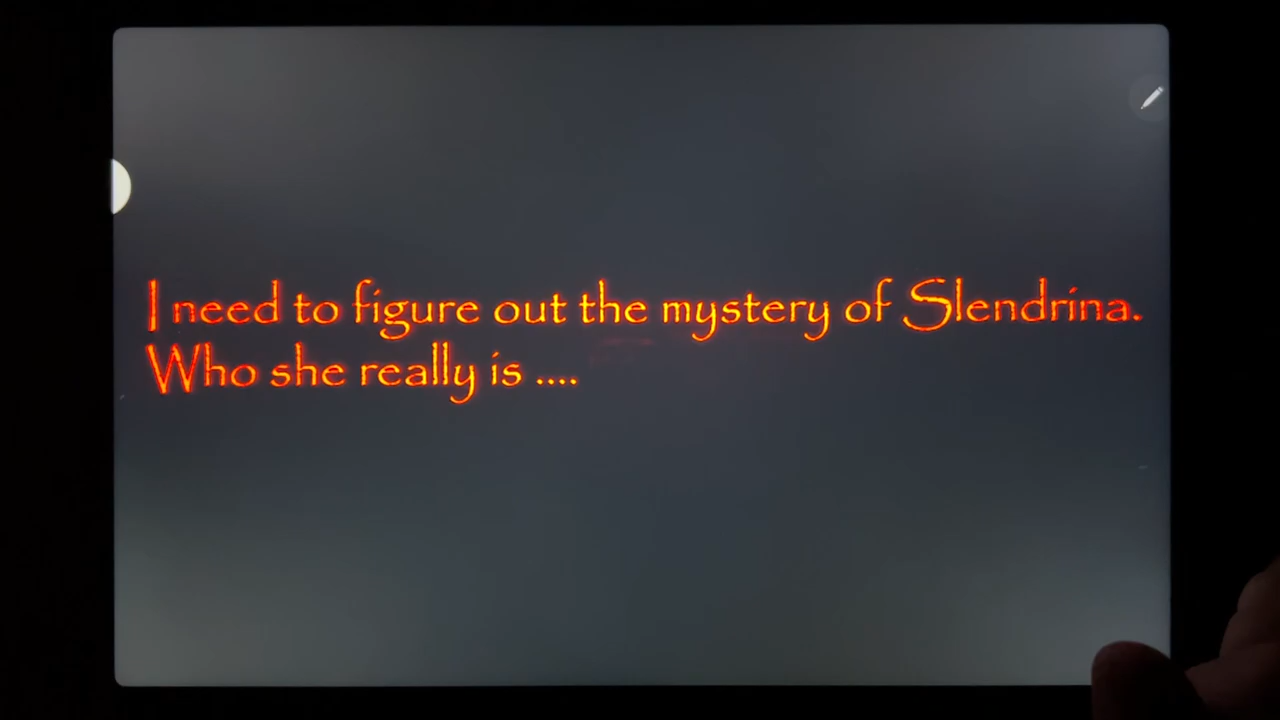 I need to figure out the mystery of Slendrina.
Who she really is ....